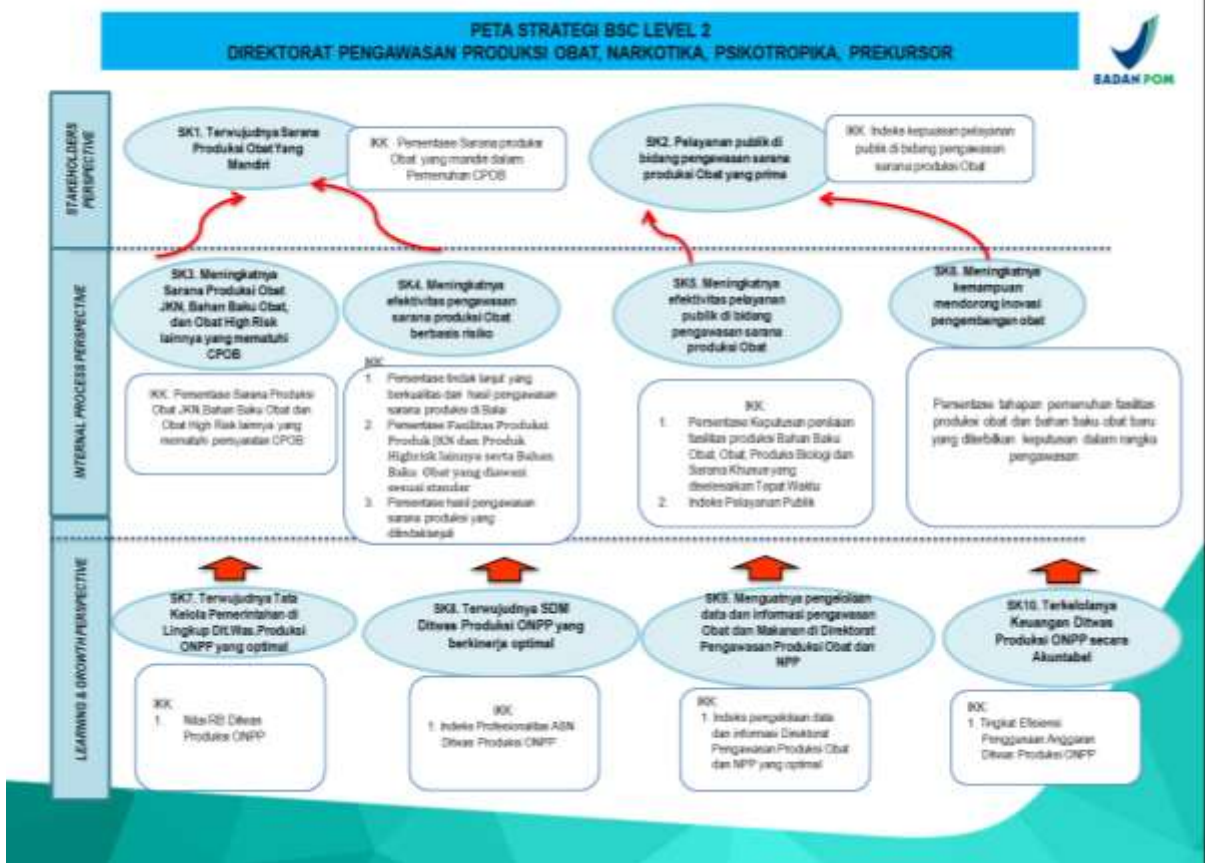 PETA STRATEGI BSC LEVEL 2
DIREKTORAT PENGAWASAN PRODUKSI OBAT, NARKOTIKA, PSIKOTROPIKA, PREKURSOR
BADAN POM
STAKEHOLDERS
PERSPECTIVE
SK1. Terwujudnya Sarana
Produksi Obat Yang
Mandiri
IKK : Persentase Sarana produksi
Obat yang mandiri dalam
Pemenuhan CPOB
SK2. Pelayanan publik di
bidang pengawasan sarana
produksi Obat yang prima
IKK. Indeks kepuasan pelayanan
publik di bidang pengawasan
sarana produksi Obat
INTERNAL PROCESS PERSPECTIVE
SK3. Meningkatnya
Sarana Produksi Obat
JKN, Bahan Baku Obat,
dan Obat High Risk
lainnya yang mematuhi
CPOB
IKK. Persentase Sarana Produksi
Obat JKN,Bahan Baku Obat dan
Obat High Risk lainnya yang
mematuhi persyaratan CPOB
SK4. Meningkatnya
efektivitas pengawasan
sarana produksi Obat
berbasis risiko
IKK:
1. Persentase tindak lanjut yang
berkualitas dari hasil pengawasan
sarana produksi di Balai
2. Persentase Fasilitas Produksi
Produk JKN dan Produk
Highrisk lainnya serta Bahan
Baku Obat yang diawasi
sesuai standar
3. Persentase hasil pengawasan
sarana produksi yang
ditindaklanjuti
SK5. Meningkatnya
efektivitas pelayanan
publik di bidang
pengawasan sarana
produksi Obat
IKK:
1. Persentase Keputusan penilaian
fasilitas produksi Bahan Baku
Obat, Obat, Produk Biologi dan
Sarana Khusus yang
diselesaikan Tepat Waktu
2. Indeks Pelayanan Publik
SK6. Meningkatnya
kemampuan
mendorong inovasi
pengembangan obat
Persentase tahapan pemenuhan fasilitas
produksi obat dan bahan baku obat baru
yang diterbitkan keputusan dalam rangka
pengawasan
LEARNING & GROWTH PERSPECTIVE
SK7. Terwujudnya Tata
Kelola Pemerintahan di
Lingkup Dit.Was.Produksi
ONPP yang optimal
IKK:
1. Nilai RB Ditwas
Produksi ONPP
SK8. Terwujudnya SDM
Ditwas Produksi ONPP yang
berkinerja optimal
IKK:
1. Indeks Profesionalitas ASN
Ditwas Produksi ONPP
SK9. Menguatnya pengelolaan
data dan informasi pengawasan
Obat dan Makanan di Direktorat
Pengawasan Produksi Obat dan
NPP
IKK:
1. Indeks pengelolaan data
dan informasi Direktorat
Pengawasan Produksi Obat
dan NPP yang optimal
SK10. Terkelolanya
Keuangan Ditwas
Produksi ONPP secara
Akuntabel
IKK:
1. Tingkat Efisiensi
Penggunaan Anggaran
Ditwas Produksi ONPP